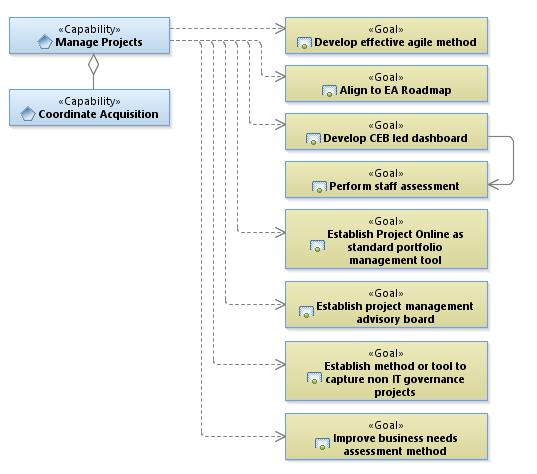 «Capability»
Manage Projects
«Capability»
Coordinate Acquisition
«Goal»
Develop effective agile method
«Goal»
Align to EA Roadmap
«Goal»
Develop CEB led dashboard
«Goal»
Perform staff assessment
«Goal»
Establish Project Online as
standard portfolio
management tool
«Goal»
Establish project management
advisory board
«Goal»
Establish method or tool to
capture non IT governance
projects
«Goal»
Improve business needs
assessment method